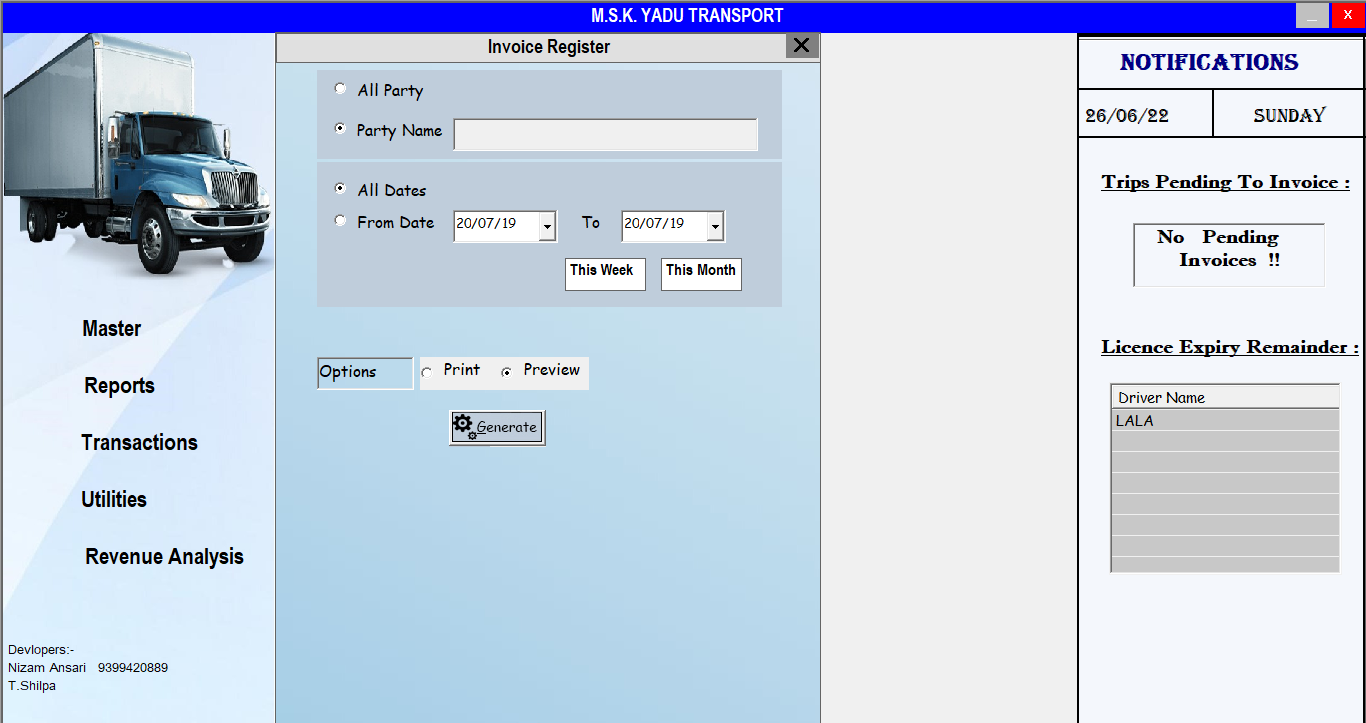 M.S.K. YADU TRANSPORT
_ X
Invoice Register X
All Party
Party Name
All Dates
From Date 20/07/19 To 20/07/19
This Week This Month
Options Print Preview
Generate
Master
Reports
Transactions
Utilities
Revenue Analysis
Devlopers:-
Nizam Ansari 9399420889
T.Shilpa
NOTIFICATIONS
26/06/22 SUNDAY
Trips Pending To Invoice :
No Pending
Invoices !!
Licence Expiry Remainder :
Driver Name
LALA